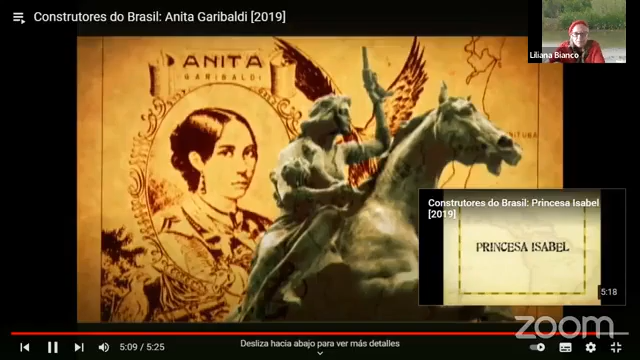 Construtores do Brasil: Anita Garibaldi [2019]
Liliana Bianco
ANITA
GARIBALDI
Construtores do Brasil: Princesa Isabel
[2019]
PRINCESA ISABEL
5:18
zoom
5:09 / 5:25
Desliza hacia abajo para ver más detalles